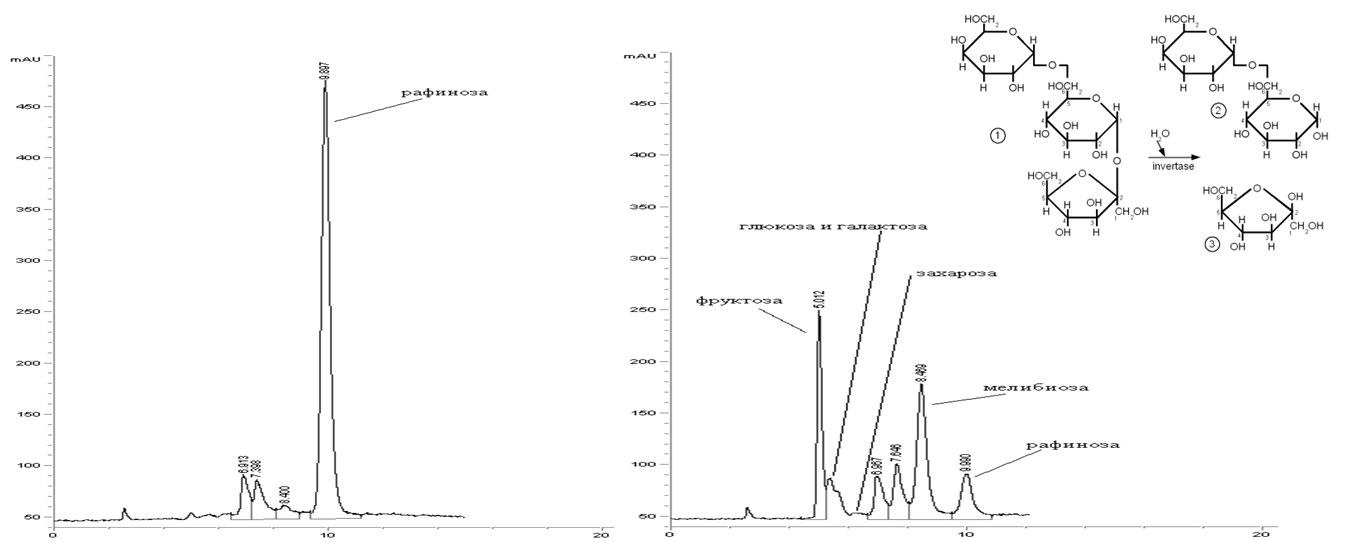 mAU
450
400
350
300
250
200
150
100
50
0
20
6.913
7.398
8.400
9.897
рафиноза
mAU
450
400
350
300
250
200
150
100
50
0
10
20
5.012
6.967
7.646
8.469
9.990
фруктоза
глюкоза и галактоза
захароза
мелибиоза
рафиноза
HOCH2
O
H
HO
H
OH
H
OH
O
HOCH2
6
5
O
H
4
1
HO
OH
3
2
H
OH
O
HOCH2
6
O
5
2
H
H
OH
CH2OH
4
3
1
OH
H
1
H2O
invertase
HOCH2
O
H
HO
H
OH
H
OH
O
HOCH2
6
5
O
H
4
1
HO
OH
OH
3
2
H
OH
2
HOCH2
6
O
OH
5
2
H
H
OH
CH2OH
4
3
1
OH
H
3